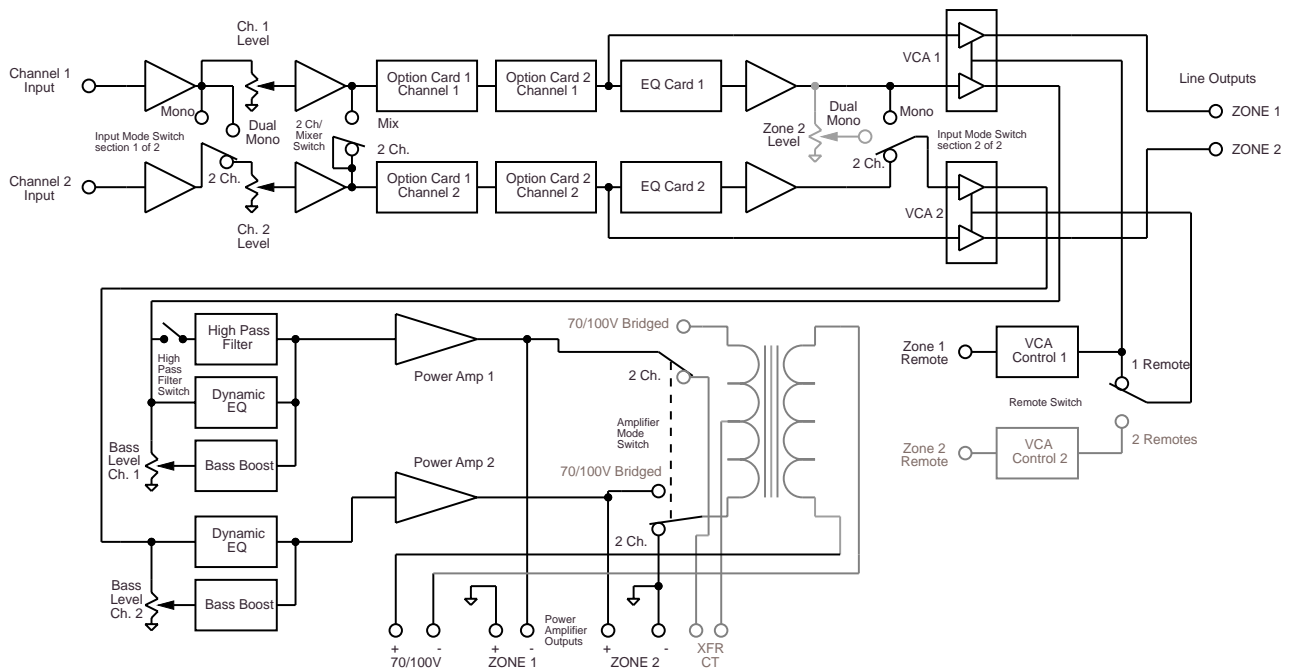 Ch. 1
Level
Channel 1
Input
Mono
Dual
Mono
Input Mode Switch
section 1 of 2
2 Ch.
Channel 2
Input
Ch. 2
Level
2 Ch/
Mixer
Switch
Mix
2 Ch.
Option Card 1
Channel 1
Option Card 2
Channel 1
EQ Card 1
Option Card 1
Channel 2
Option Card 2
Channel 2
EQ Card 2
Zone 2
Level
Dual
Mono
Mono
2 Ch.
Input Mode Switch
section 2 of 2
VCA 1
VCA 2
Line Outputs
ZONE 1
ZONE 2
High Pass
Filter
High
Pass
Filter
Switch
Dynamic
EQ
Bass
Level
Ch. 1
Bass Boost
Power Amp 1
Power Amp 2
Dynamic
EQ
Bass
Level
Ch. 2
Bass Boost
70/100V Bridged
2 Ch.
Amplifier
Mode
Switch
70/100V Bridged
2 Ch.
Zone 1
Remote
VCA
Control 1
1 Remote
Remote Switch
Zone 2
Remote
VCA
Control 2
2 Remotes
Power
Amplifier
Outputs
+ -
70/100V
+ -
ZONE 1
+ -
ZONE 2
XFR
CT